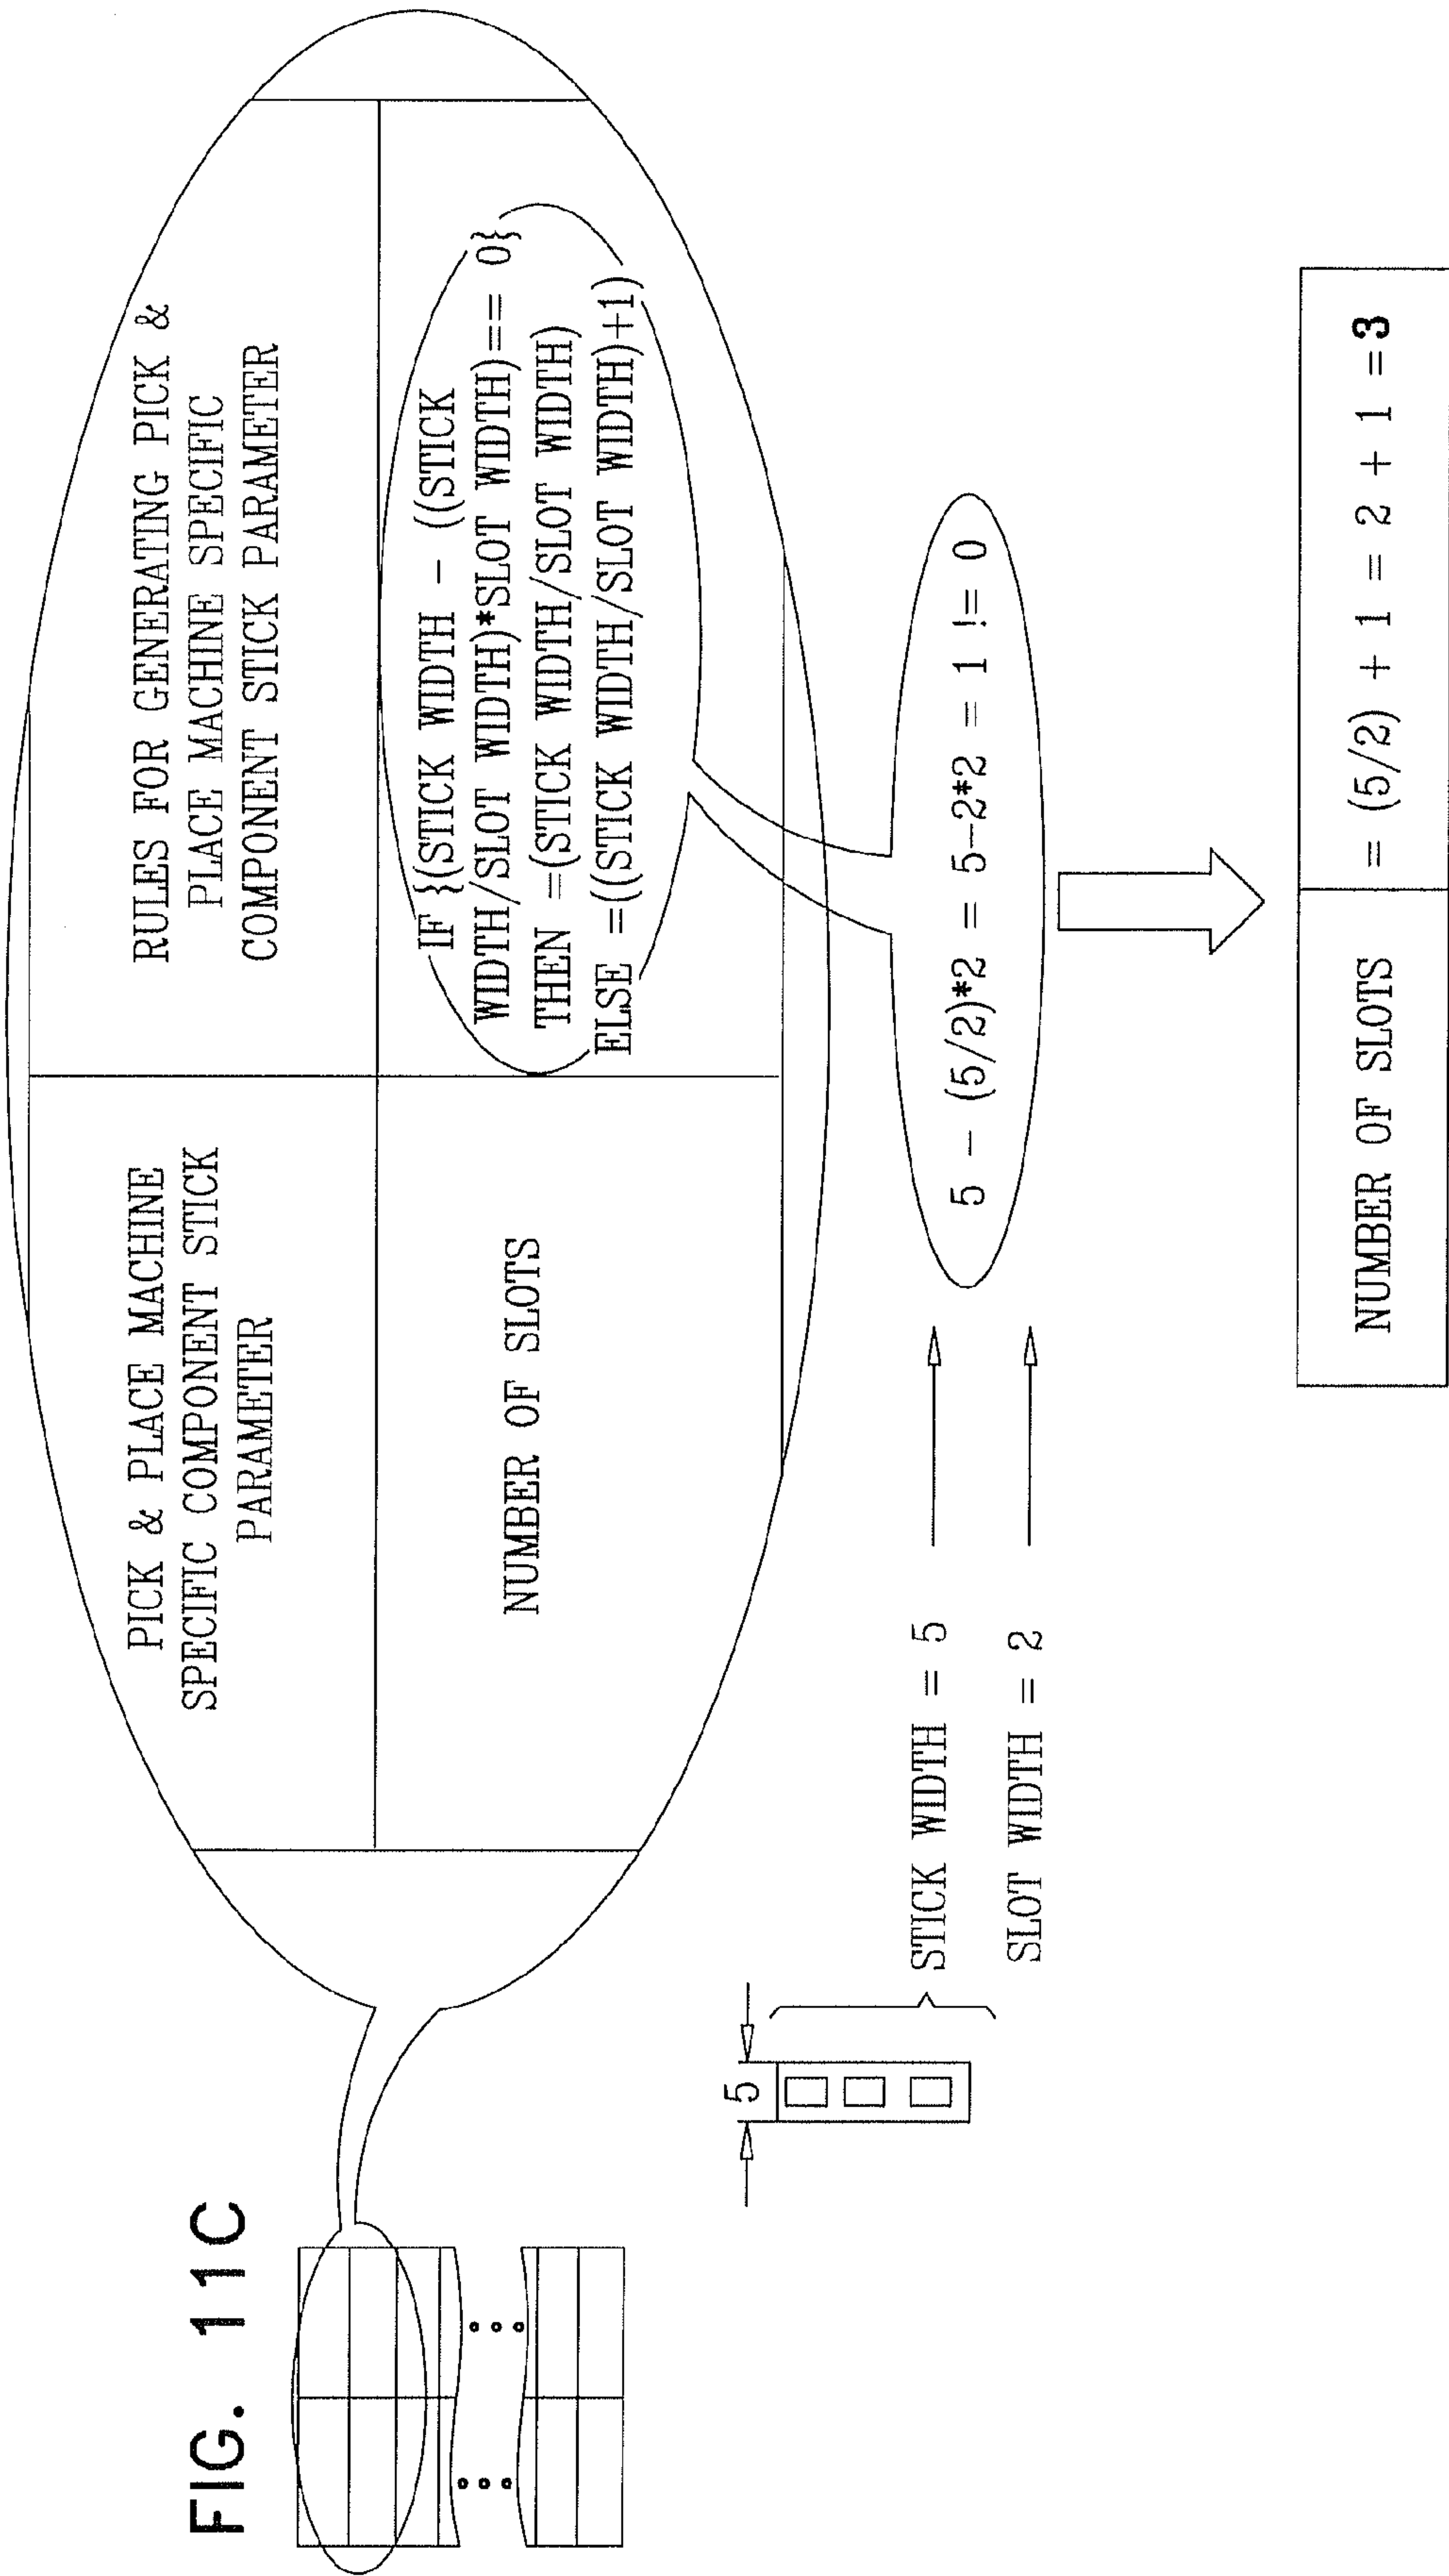 FIG. 11C
PICK & PLACE MACHINE
SPECIFIC COMPONENT STICK
PARAMETER
RULES FOR GENERATING PICK &
PLACE MACHINE SPECIFIC
COMPONENT STICK PARAMETER
NUMBER OF SLOTS
IF {(STICK WIDTH - ((STICK
WIDTH/SLOT WIDTH)*SLOT WIDTH)== 0}
THEN =(STICK WIDTH/SLOT WIDTH)
ELSE =((STICK WIDTH/SLOT WIDTH)+1)
5
STICK WIDTH = 5
SLOT WIDTH = 2
5 - (5/2)*2 = 5-2*2 = 1 != 0
NUMBER OF SLOTS
= (5/2) + 1 = 2 + 1 =3